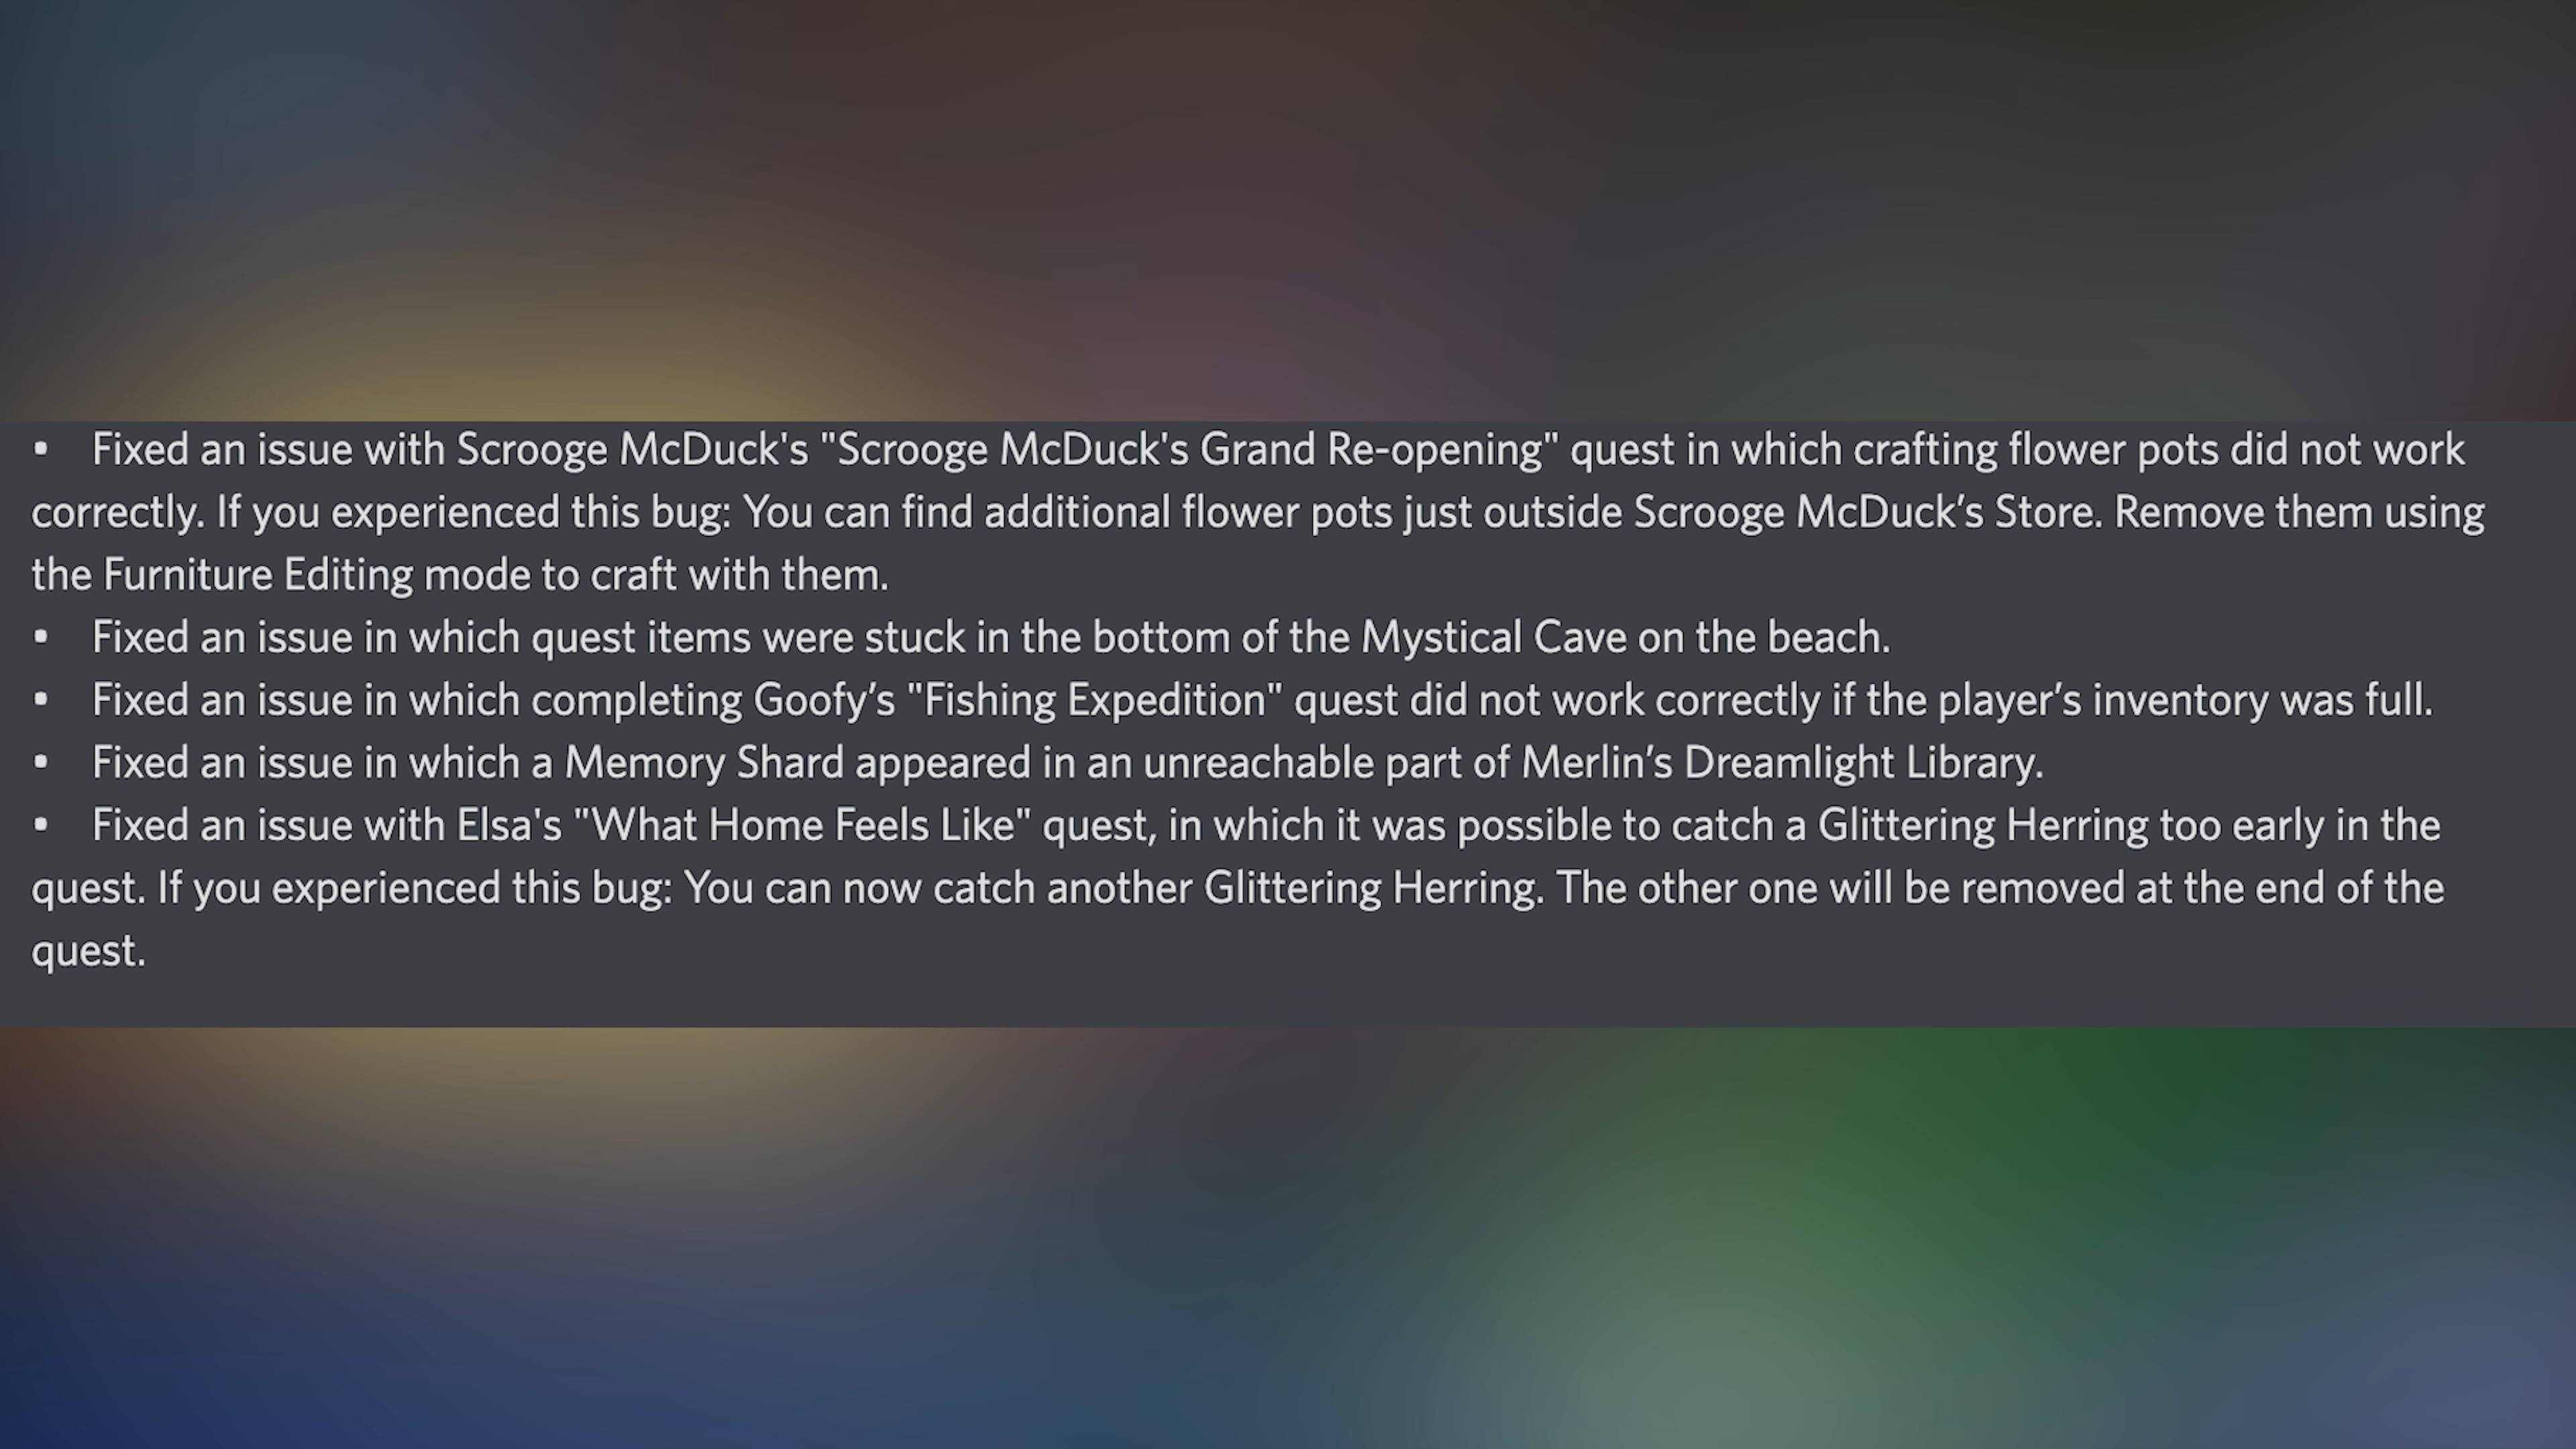 • Fixed an issue with Scrooge McDuck's "Scrooge McDuck's Grand Re-opening" quest in which crafting flower pots did not work
correctly. If you experienced this bug: You can find additional flower pots just outside Scrooge McDuck’s Store. Remove them using
the Furniture Editing mode to craft with them.
• Fixed an issue in which quest items were stuck in the bottom of the Mystical Cave on the beach.
• Fixed an issue in which completing Goofy’s "Fishing Expedition" quest did not work correctly if the player’s inventory was full.
• Fixed an issue in which a Memory Shard appeared in an unreachable part of Merlin’s Dreamlight Library.
• Fixed an issue with Elsa's "What Home Feels Like" quest, in which it was possible to catch a Glittering Herring too early in the
quest. If you experienced this bug: You can now catch another Glittering Herring. The other one will be removed at the end of the
quest.